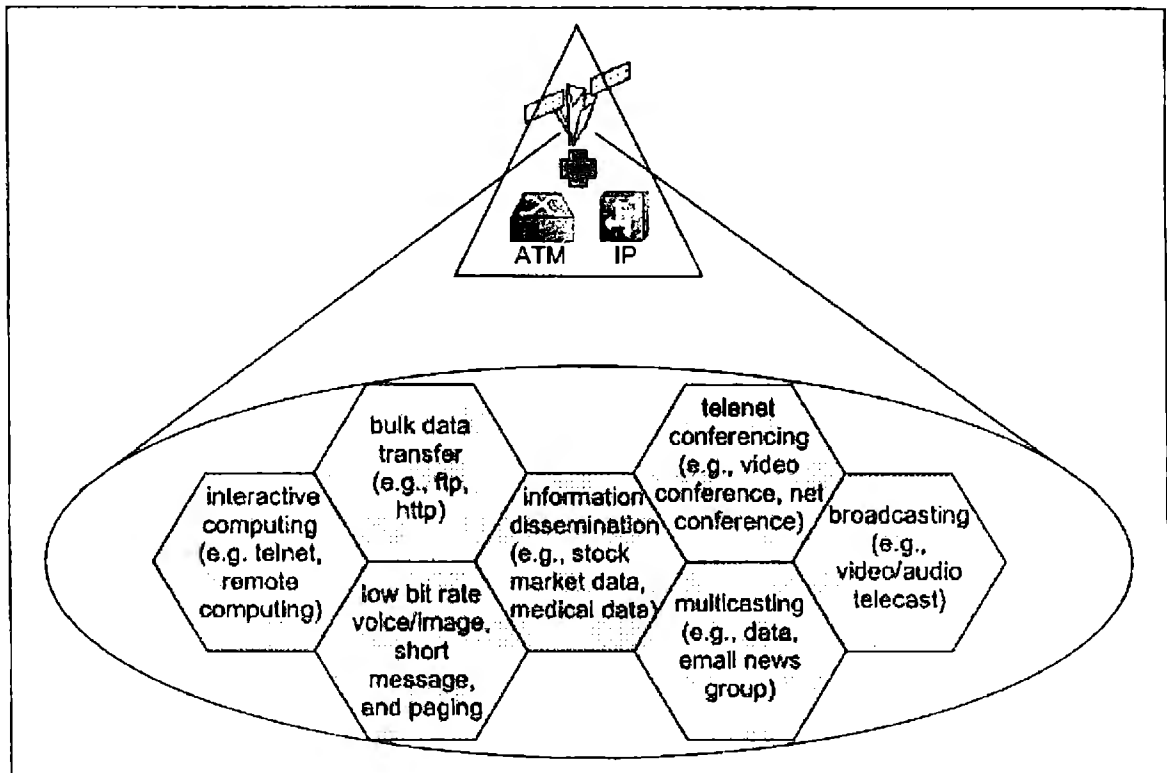 ATM
IP
bulk data
transfer
(e.g., ftp,
http)
telenet
conferencing
(e.g., video
conference, net
conference)
interactive
computing
(e.g. telnet,
remote
computing)
information
dissemination
(e.g., stock
market data,
medical data)
broadcasting
(e.g.,
video/audio
telecast)
low bit rate
voice/image,
short
message,
and paging
multicasting
(e.g., data,
email news
group)